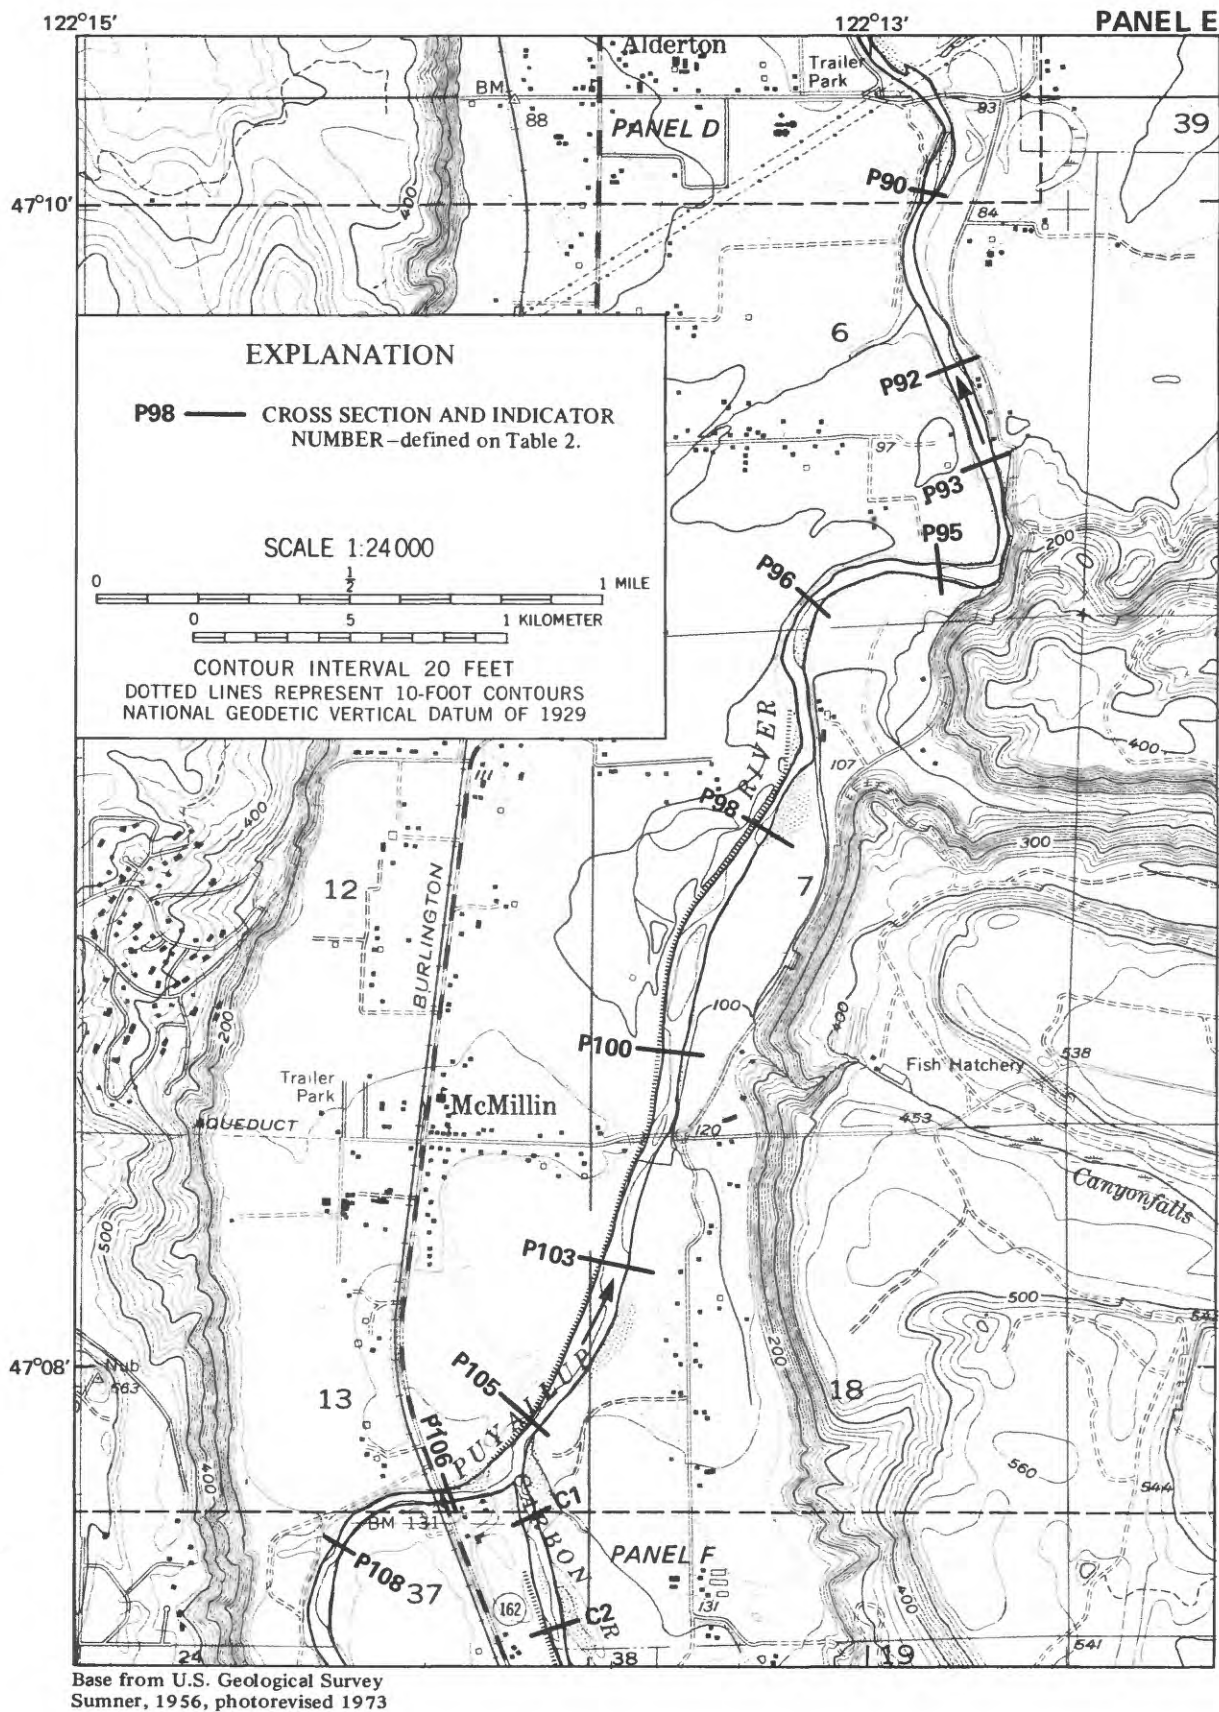 122°15'
122°13'
PANEL E
Alderton
Trailer
Park
BM
88
PANEL D
93
39
P90
47°10'
400
84
EXPLANATION
P98
CROSS SECTION AND INDICATOR
NUMBER–defined on Table 2.
SCALE 1:24 000
0
1/2
1 MILE
0
5
1 KILOMETER
CONTOUR INTERVAL 20 FEET
DOTTED LINES REPRESENT 10-FOOT CONTOURS
NATIONAL GEODETIC VERTICAL DATUM OF 1929
6
P92
97
P93
P95
200
P96
RIVER
400
107
111
P98
400
300
12
7
BURLINGTON
200
100
400
P100
538
Fish Hatchery
Trailer
Park
McMillin
AQUEDUCT
120
453
Canyonfalls
500
P103
500
200
47°08'
Nub
563
13
18
P105
PUYALLUP
P106
400
560
544
CARBON
C1
BM 131
P108
PANEL F
37
162
C2
R
131
400
541
24
38
19
Base from U.S. Geological Survey
Sumner, 1956, photorevised 1973